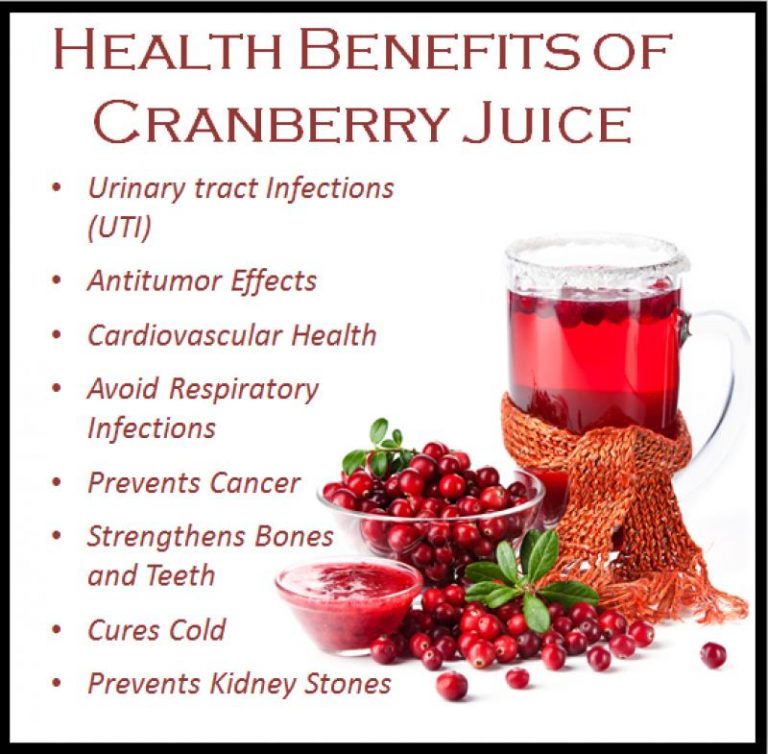 HEALTH BENEFITS OF
CRANBERRY JUICE
• Urinary tract Infections
(UTI)
• Antitumor Effects
• Cardiovascular Health
• Avoid Respiratory
Infections
• Prevents Cancer
• Strengthens Bones
and Teeth
• Cures Cold
• Prevents Kidney Stones